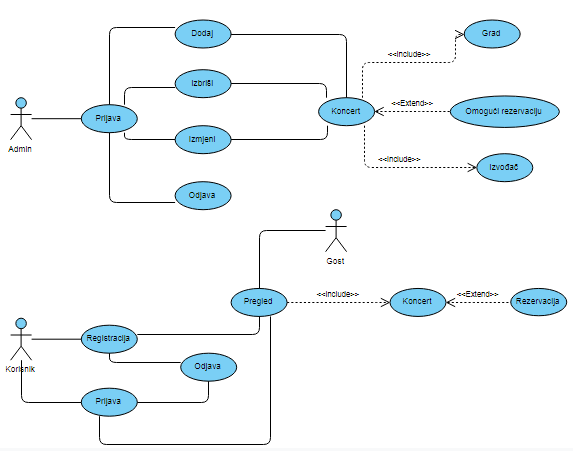 Dodaj
Grad
<<Include>>
Izbriši
<<Extend>>
Koncert
Omogući rezervaciju
Prijava
Admin
Izmjeni
<<Include>>
Izvođač
Odjava
Gost
Pregled
<<Include>>
Koncert
<<Extend>>
Rezervacija
Registracija
Korisnik
Odjava
Prijava